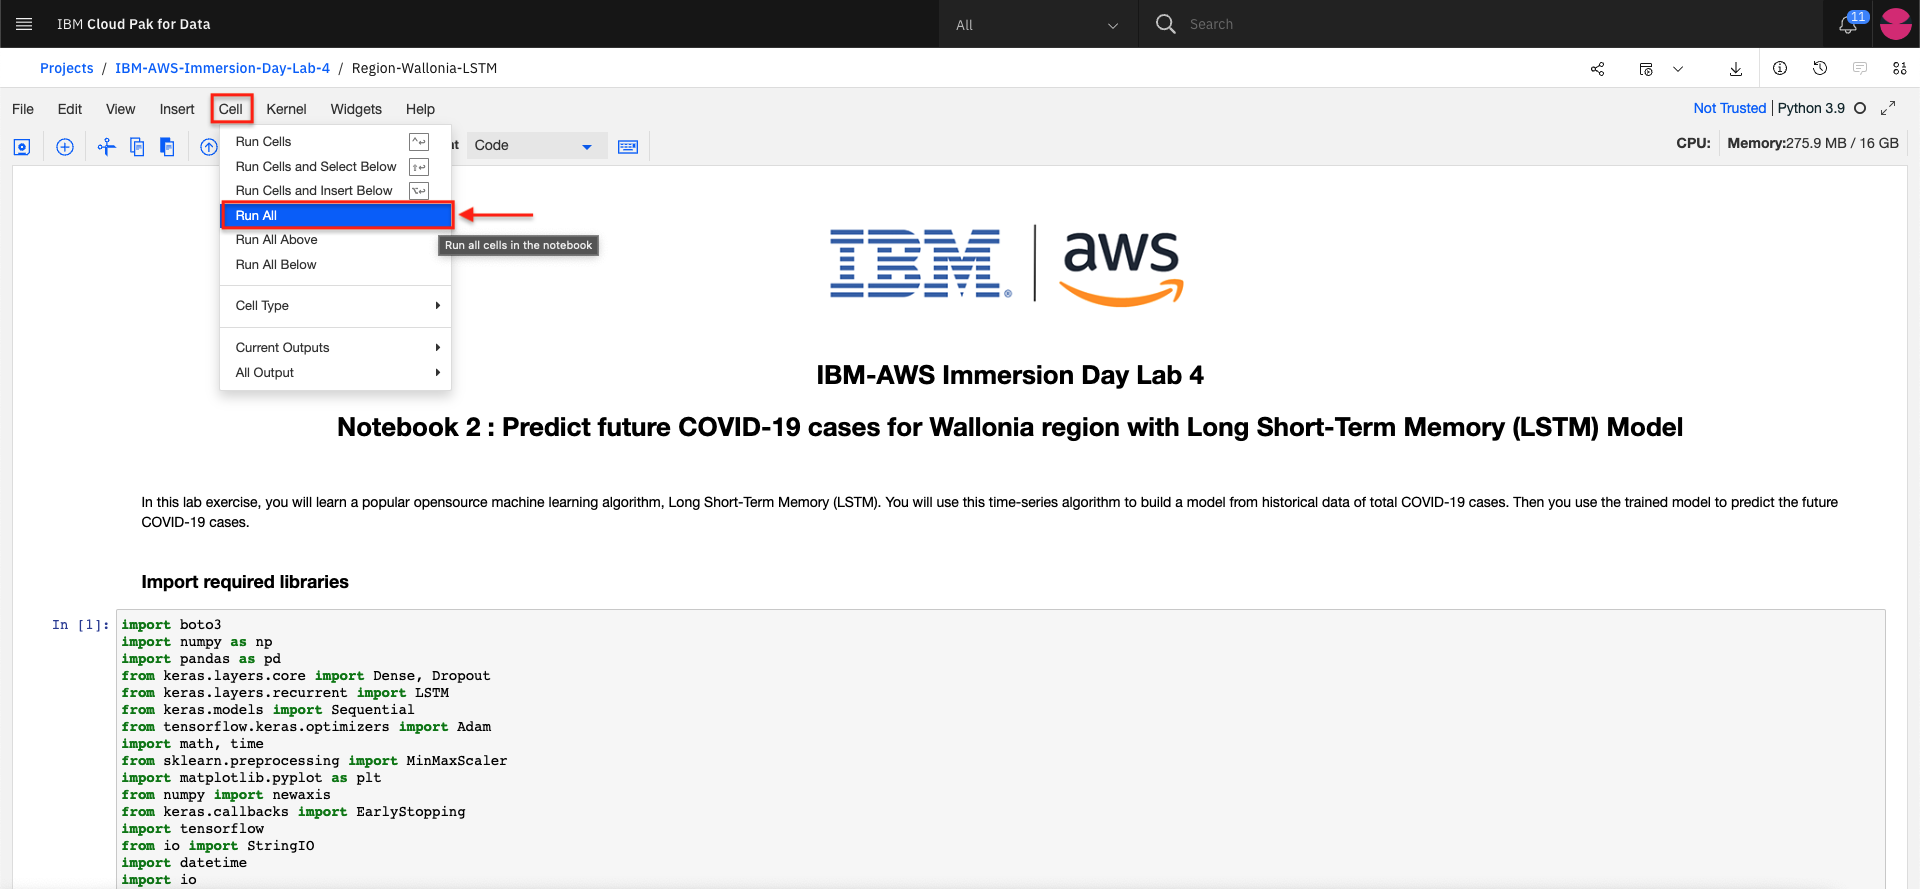 IBM Cloud Pak for Data
All
Search
11
Projects / IBM-AWS-Immersion-Day-Lab-4 / Region-Wallonia-LSTM
File Edit View Insert Cell Kernel Widgets Help
Not Trusted | Python 3.9
Code
CPU: Memory:275.9 MB / 16 GB
Run Cells
Run Cells and Select Below
Run Cells and Insert Below
Run All
Run All Above
Run all cells in the notebook
Run All Below
Cell Type
Current Outputs
All Output
IBM®
aws
IBM-AWS Immersion Day Lab 4
Notebook 2 : Predict future COVID-19 cases for Wallonia region with Long Short-Term Memory (LSTM) Model
In this lab exercise, you will learn a popular opensource machine learning algorithm, Long Short-Term Memory (LSTM). You will use this time-series algorithm to build a model from historical data of total COVID-19 cases. Then you use the trained model to predict the future
COVID-19 cases.
Import required libraries
In [1]:
import boto3
import numpy as np
import pandas as pd
from keras.layers.core import Dense, Dropout
from keras.layers.recurrent import LSTM
from keras.models import Sequential
from tensorflow.keras.optimizers import Adam
import math, time
from sklearn.preprocessing import MinMaxScaler
import matplotlib.pyplot as plt
from numpy import newaxis
from keras.callbacks import EarlyStopping
import tensorflow
from io import StringIO
import datetime
import io